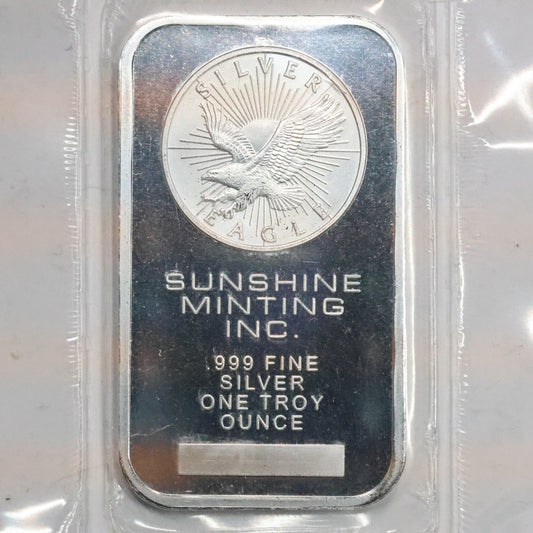 SILVER
EAGLE
SUNSHINE
MINTING
INC.
.999 FINE
SILVER
ONE TROY
OUNCE